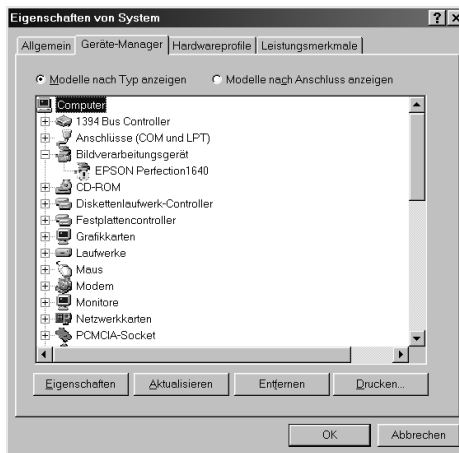 Eigenschaften von System
Allgemein Geräte-Manager Hardwareprofile Leistungsmerkmale
Modelle nach Typ anzeigen Modelle nach Anschluss anzeigen
Computer
1394 Bus Controller
Anschlüsse (COM und LPT)
Bildverarbeitungsgerät
EPSON Perfection1640
CD-ROM
Diskettenlaufwerk-Controller
Festplattencontroller
Grafikkarten
Laufwerke
Maus
Modem
Monitore
Netzwerkkarten
PCMCIA-Socket
Eigenschaften Aktualisieren Entfernen Drucken...
OK Abbrechen